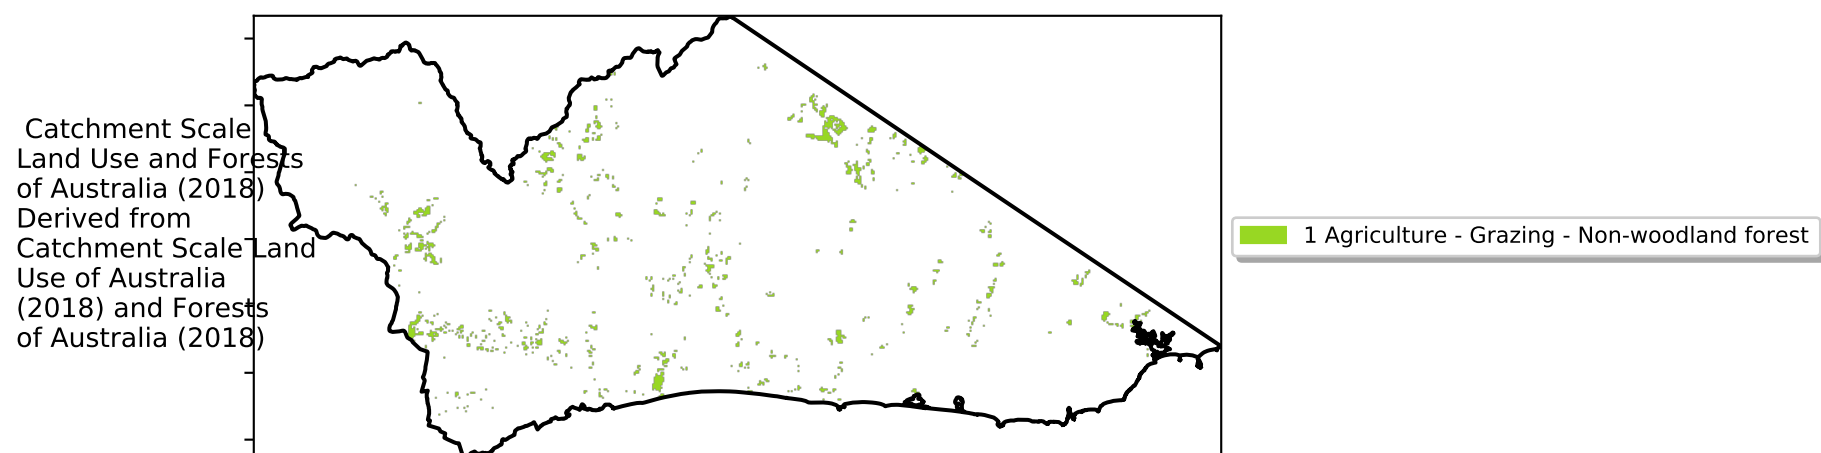 Catchment Scale
Land Use and Forests
of Australia (2018)
Derived from
Catchment Scale Land
Use of Australia
(2018) and Forests
of Australia (2018)
1 Agriculture - Grazing - Non-woodland forest